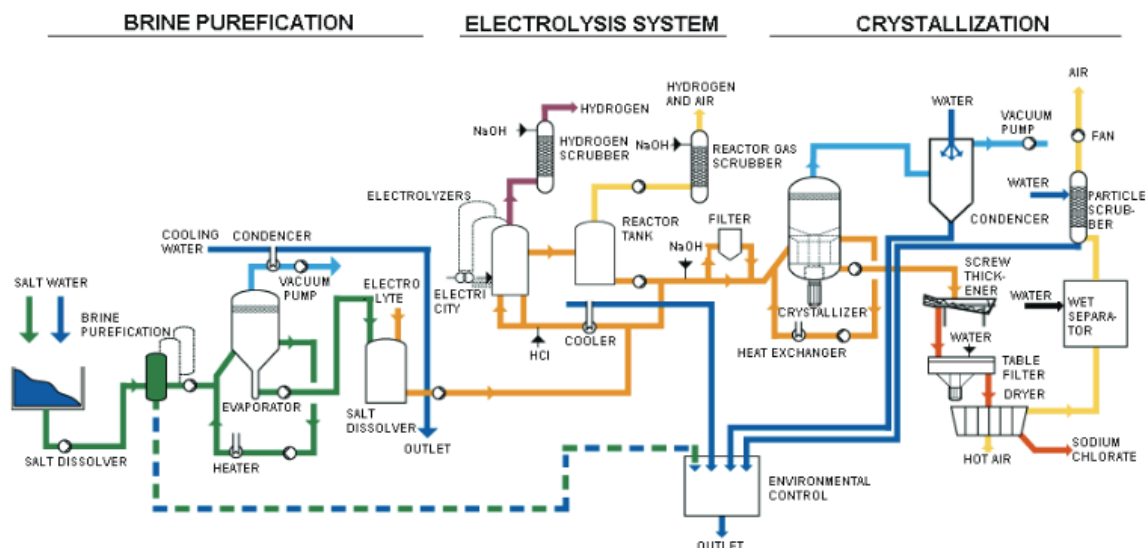 BRINE PUREFICATION
ELECTROLYSIS SYSTEM
CRYSTALLIZATION
HYDROGEN
NaOH
HYDROGEN
SCRUBBER
HYDROGEN
AND AIR
NaOH
REACTOR GAS
SCRUBBER
WATER
VACUUM
PUMP
AIR
FAN
WATER
PARTICLE
SCRUB-
BER
CONDENCER
ELECTROLYZERS
REACTOR
TANK
FILTER
NaOH
COOLING
WATER
CONDENCER
VACUUM
PUMP
SALT WATER
BRINE
PUREFICATION
ELECTRO
LYTE
ELECTRI
CITY
HCl
COOLER
CRYSTALLIZER
HEAT EXCHANGER
SCREW
THICK-
ENER
WATER
WET
SEPARA-
TOR
WATER
TABLE
FILTER
DRYER
EVAPORATOR
SALT
DISSOLVER
OUTLET
SALT DISSOLVER
HEATER
HOT AIR
SODIUM
CHLORATE
ENVIRONMENTAL
CONTROL
OUTLET